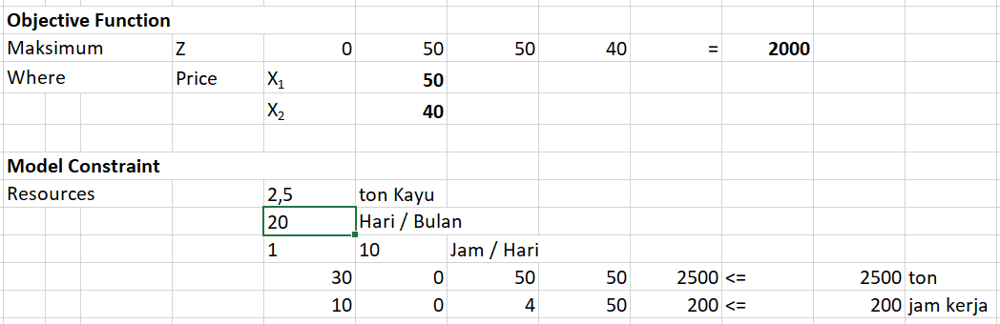 Objective Function
Maksimum Z 0 50 50 40 = 2000
Where Price X₁ 50
X₂ 40
Model Constraint
Resources 2,5 ton Kayu
20 Hari / Bulan
1 10 Jam / Hari
30 0 50 50 2500 <= 2500 ton
10 0 4 50 200 <= 200 jam kerja